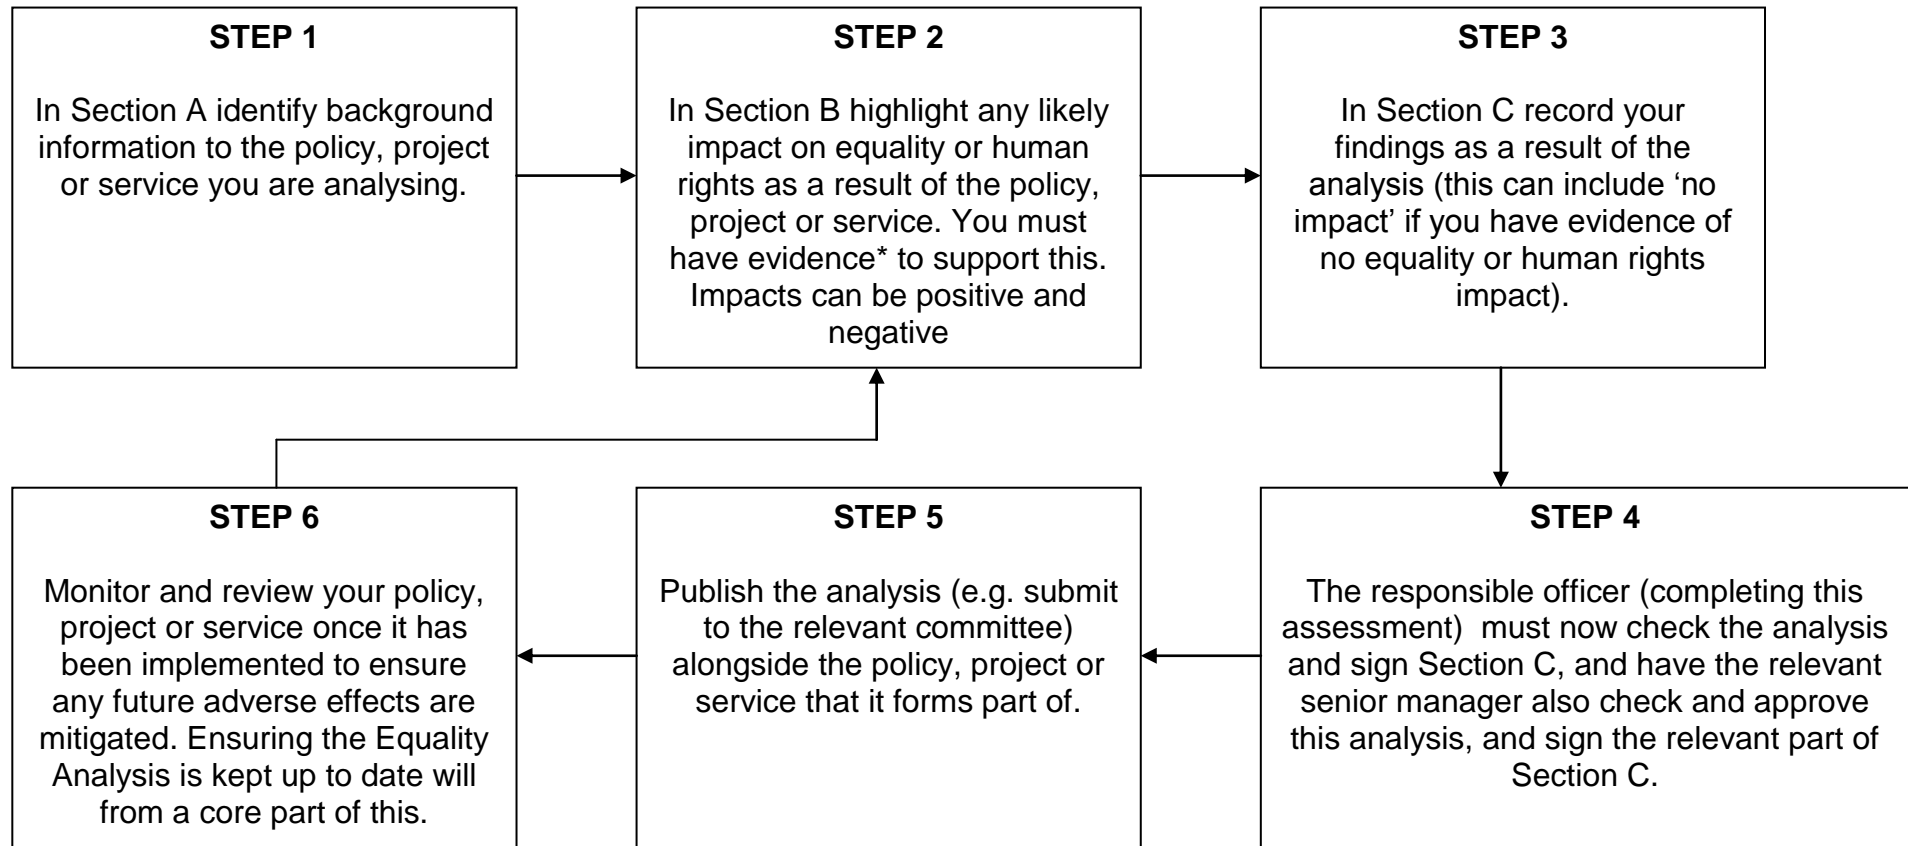 STEP 1
In Section A identify background
information to the policy, project
or service you are analysing.
STEP 2
In Section B highlight any likely
impact on equality or human
rights as a result of the policy,
project or service. You must
have evidence* to support this.
Impacts can be positive and
negative
STEP 3
In Section C record your
findings as a result of the
analysis (this can include ‘no
impact’ if you have evidence of
no equality or human rights
impact).
STEP 4
The responsible officer (completing this
assessment)  must now check the analysis
and sign Section C, and have the relevant
senior manager also check and approve
this analysis, and sign the relevant part of
Section C.
STEP 5
Publish the analysis (e.g. submit
to the relevant committee)
alongside the policy, project or
service that it forms part of.
STEP 6
Monitor and review your policy,
project or service once it has
been implemented to ensure
any future adverse effects are
mitigated. Ensuring the Equality
Analysis is kept up to date will
from a core part of this.